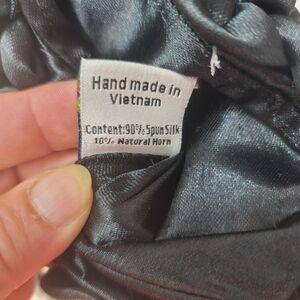 Hand made in
Vietnam
Content:90% Spun Silk
10% Natural Horn